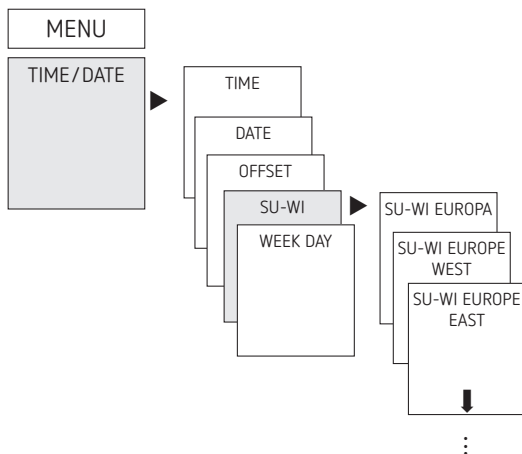 MENU
TIME/DATE
TIME
DATE
OFFSET
SU-WI
WEEK DAY
SU-WI EUROPA
SU-WI EUROPE
WEST
SU-WI EUROPE
EAST